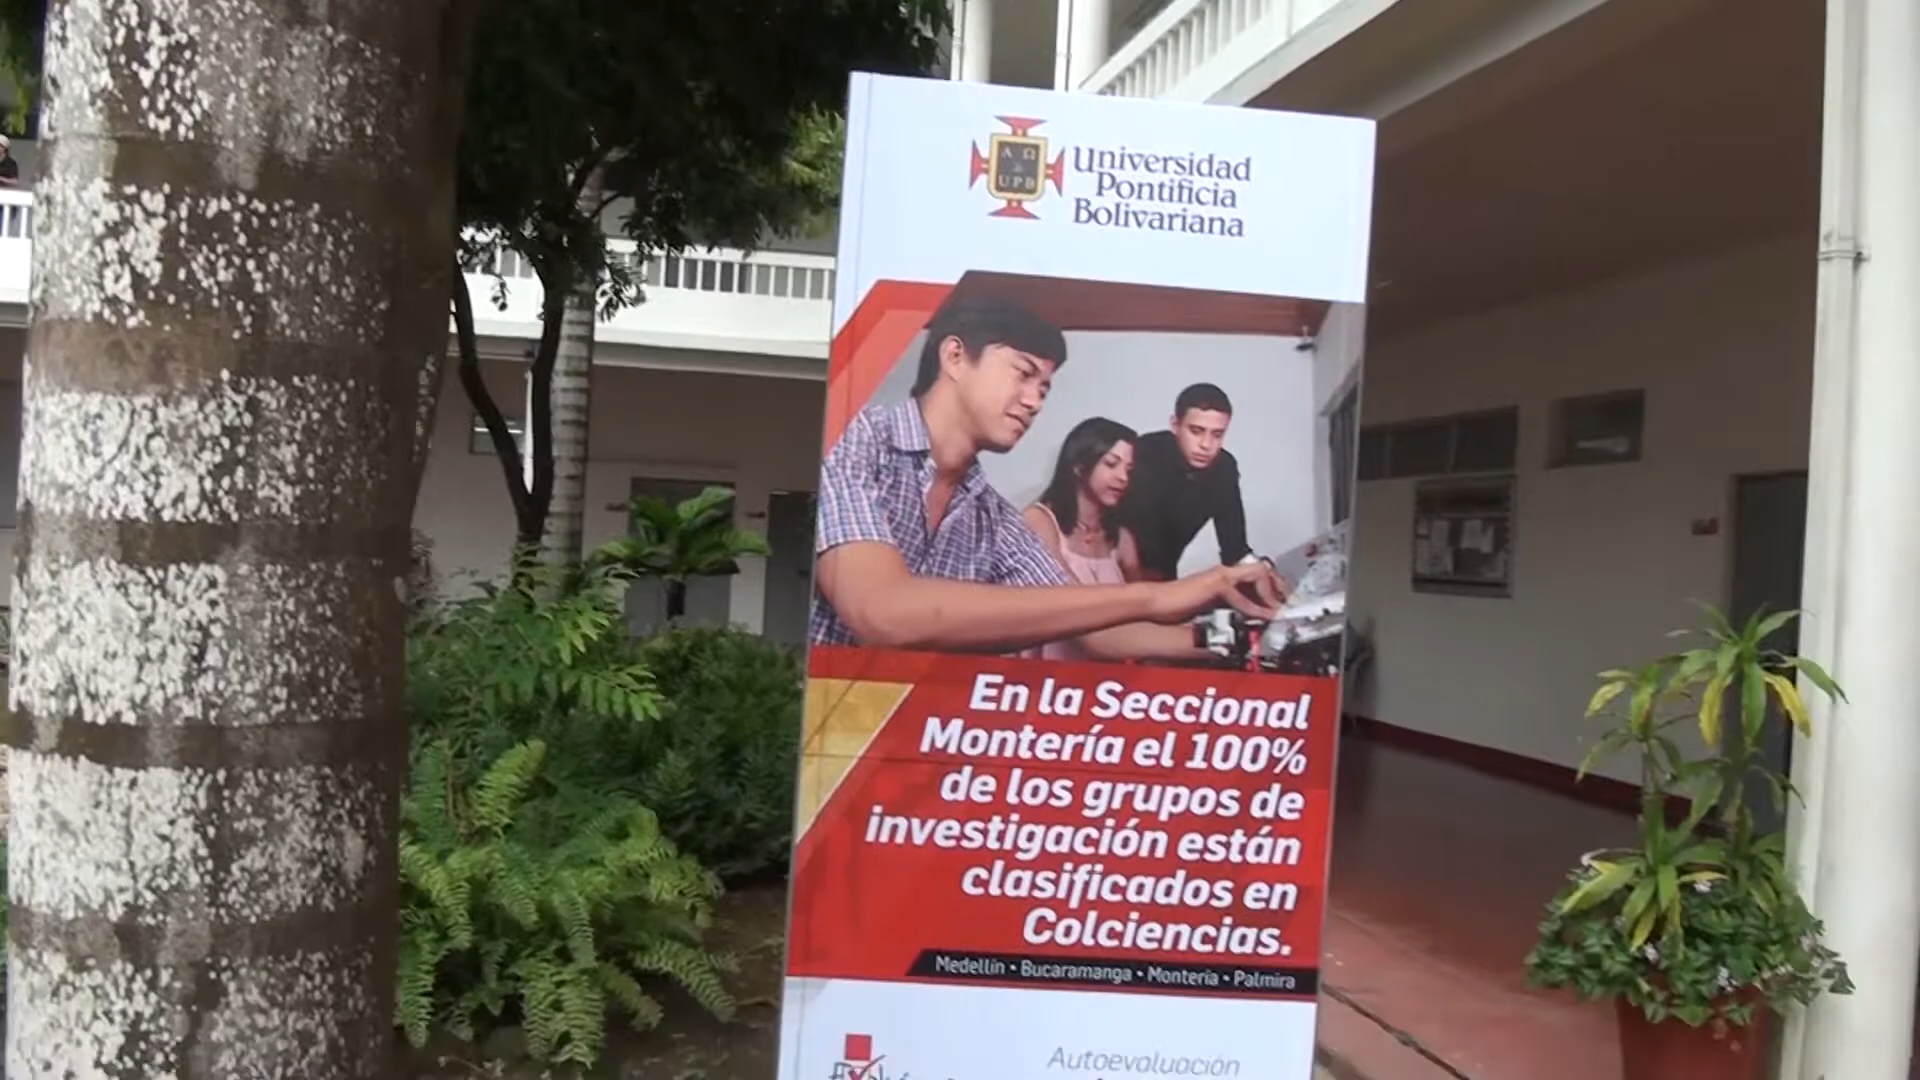 A Ω
UPB
Universidad
Pontificia
Bolivariana
En la Seccional
Montería el 100%
de los grupos de
investigación están
clasificados en
Colciencias.
Medellín • Bucaramanga • Montería • Palmira
Autoevaluación